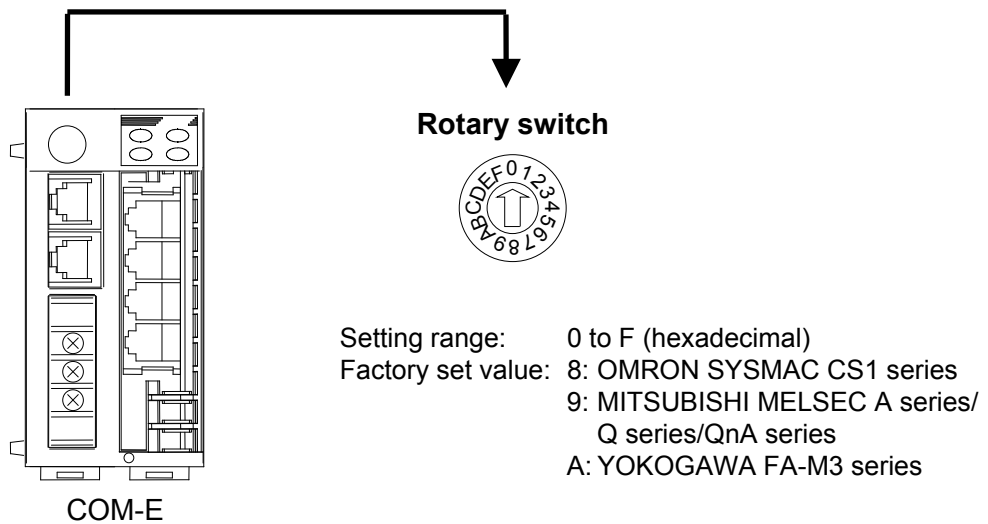 Rotary switch
0123456789ABCDEF
Setting range: 0 to F (hexadecimal)
Factory set value: 8: OMRON SYSMAC CS1 series
9: MITSUBISHI MELSEC A series/
Q series/QnA series
A: YOKOGAWA FA-M3 series
COM-E